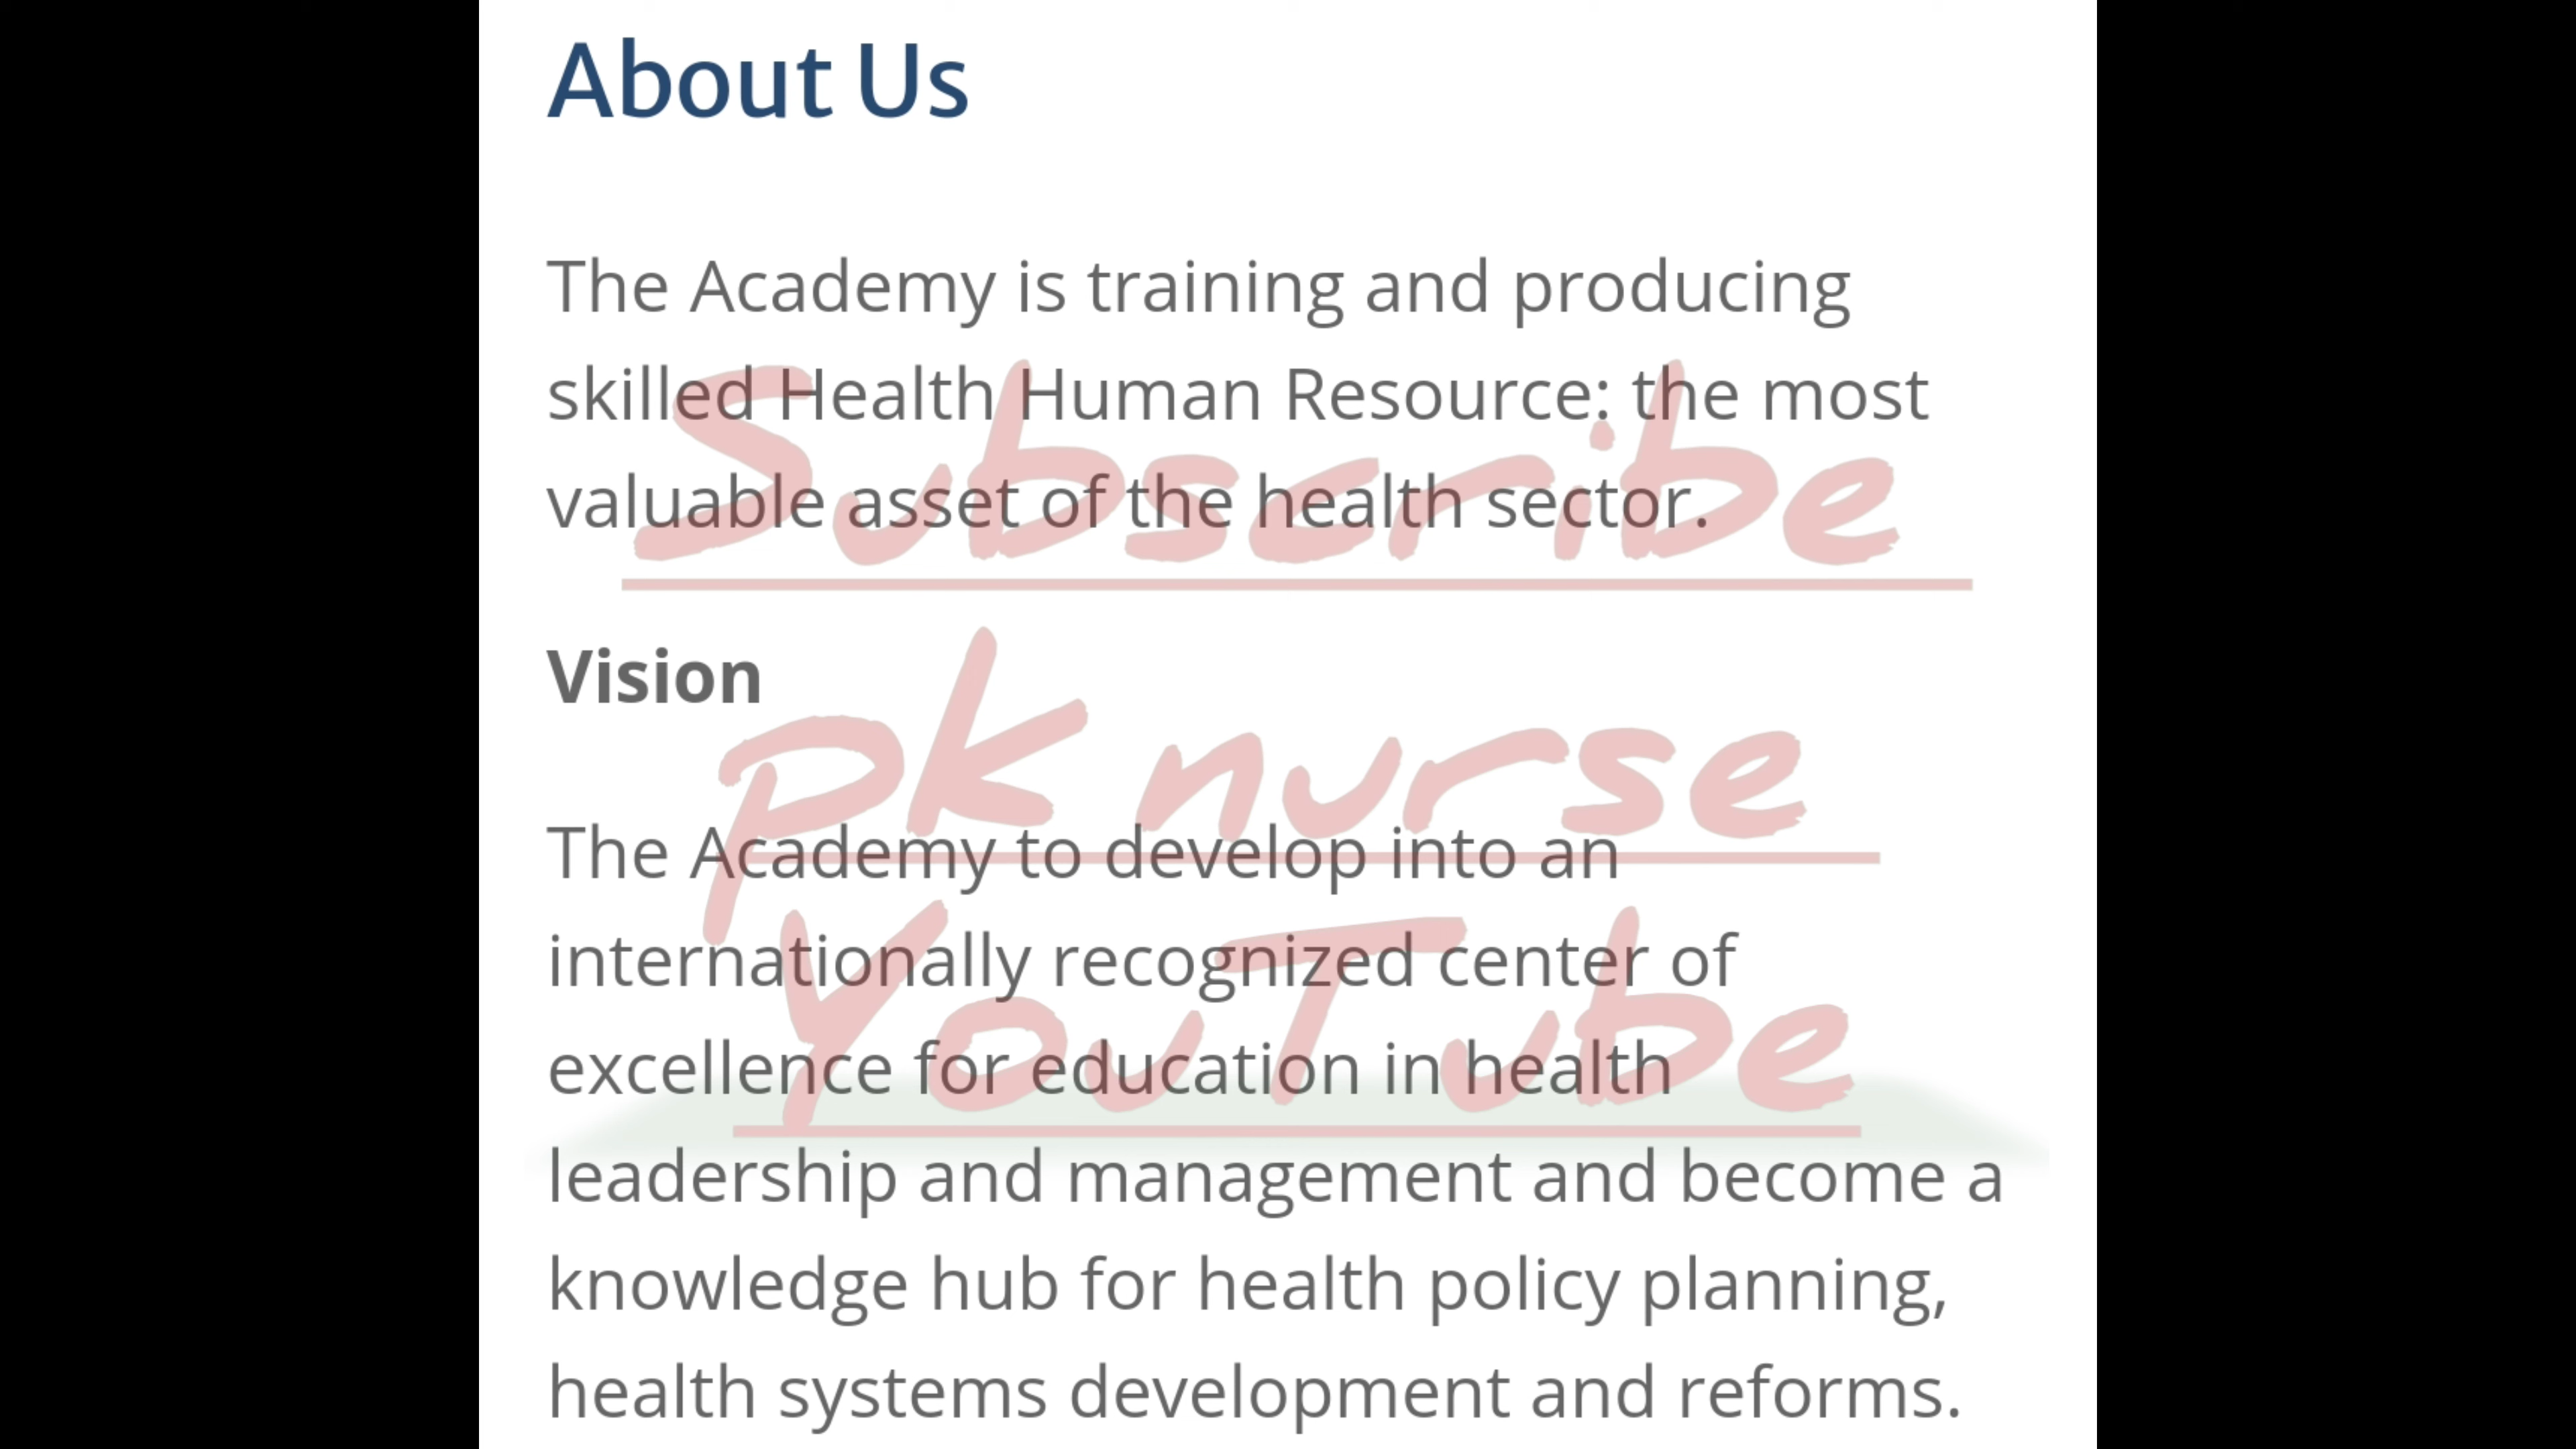 About Us
The Academy is training and producing
skilled Health Human Resource: the most
valuable asset of the health sector.
Subscribe
Vision
pk nurse
The Academy to develop into an
internationally recognized center of
YouTube
excellence for education in health
leadership and management and become a
knowledge hub for health policy planning,
health systems development and reforms.